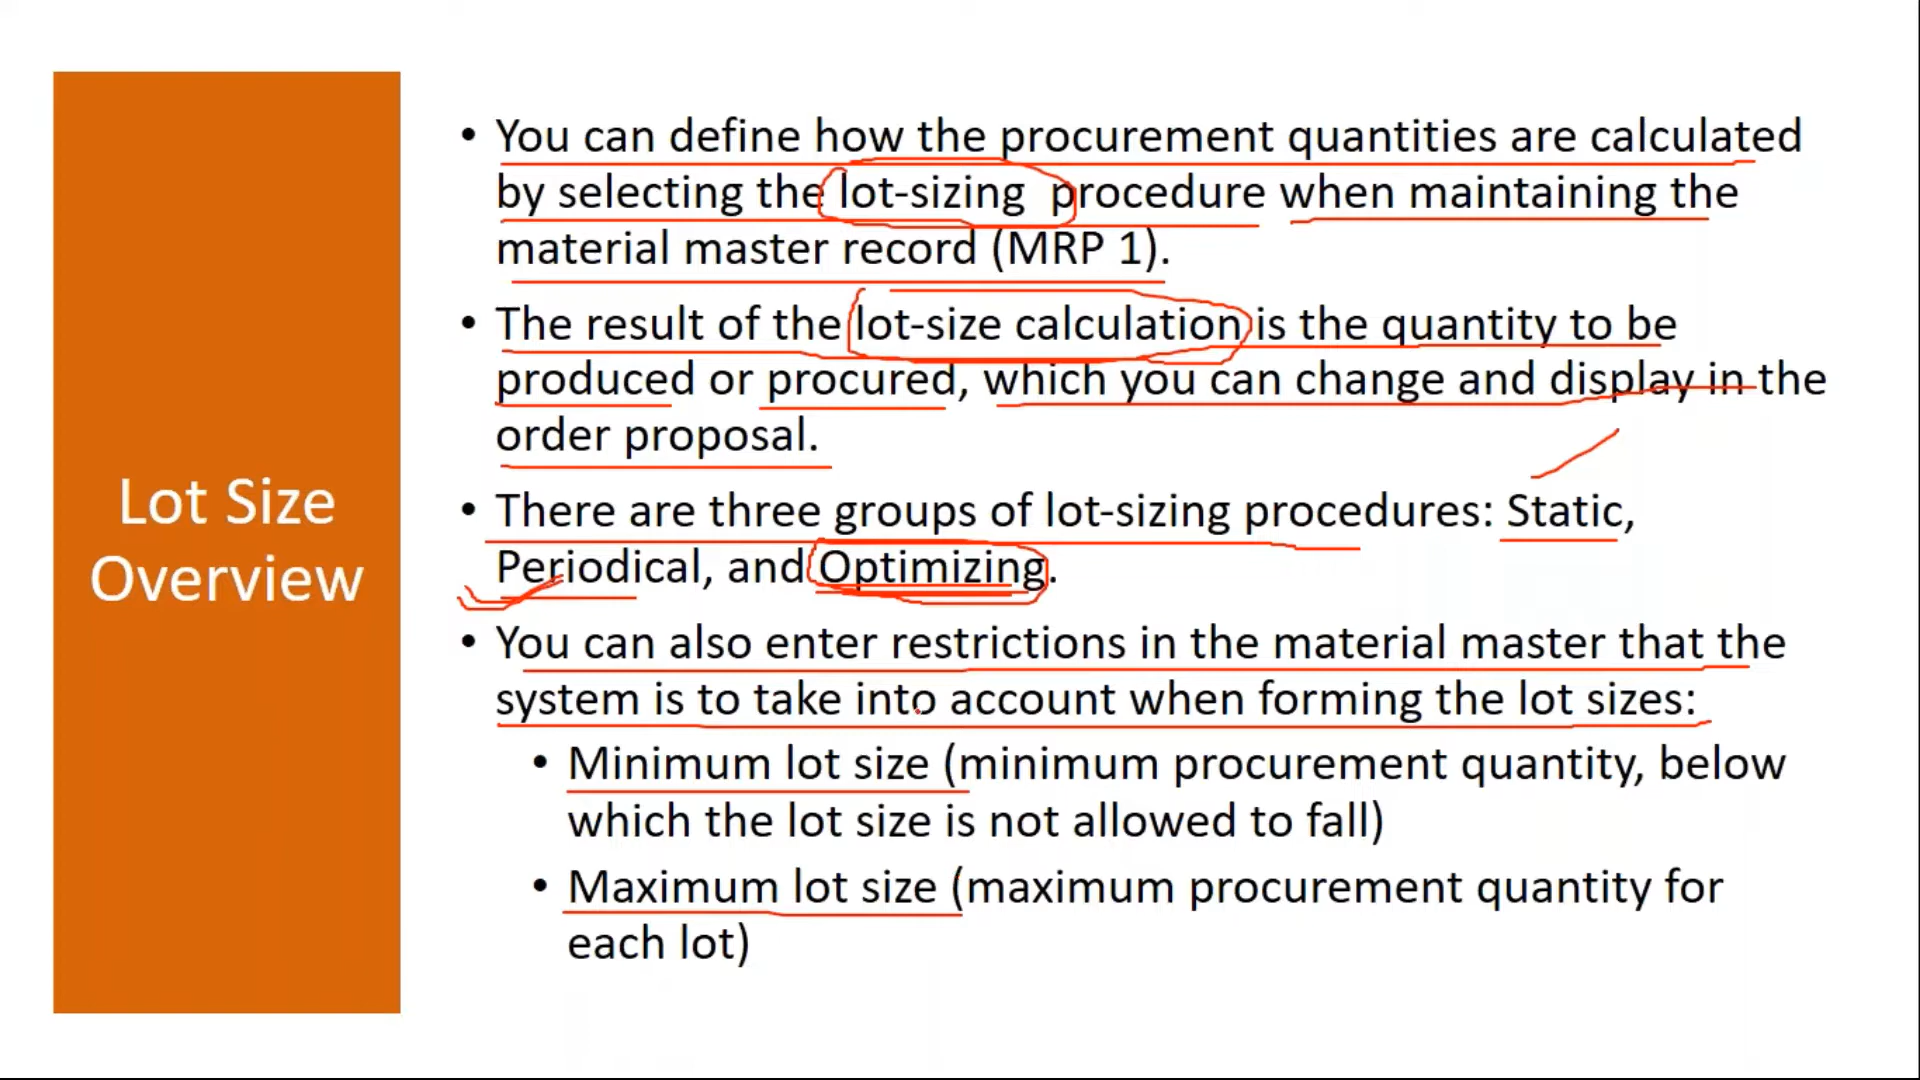 Lot Size
Overview
• You can define how the procurement quantities are calculated
by selecting the lot-sizing procedure when maintaining the
material master record (MRP 1).
• The result of the lot-size calculation is the quantity to be
produced or procured, which you can change and display in the
order proposal.
• There are three groups of lot-sizing procedures: Static,
Periodical, and Optimizing.
• You can also enter restrictions in the material master that the
system is to take into account when forming the lot sizes:
• Minimum lot size (minimum procurement quantity, below
which the lot size is not allowed to fall)
• Maximum lot size (maximum procurement quantity for
each lot)